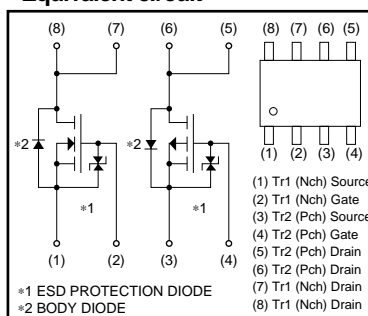 (8) (7) (6) (5) (8) (7) (6) (5)
*2 *2
*1 *1
(1) (2) (3) (4)
(1) (2) (3) (4)
(1) Tr1 (Nch) Source
(2) Tr1 (Nch) Gate
(3) Tr2 (Pch) Source
(4) Tr2 (Pch) Gate
(5) Tr2 (Pch) Drain
(6) Tr2 (Pch) Drain
(7) Tr1 (Nch) Drain
(8) Tr1 (Nch) Drain
*1 ESD PROTECTION DIODE
*2 BODY DIODE